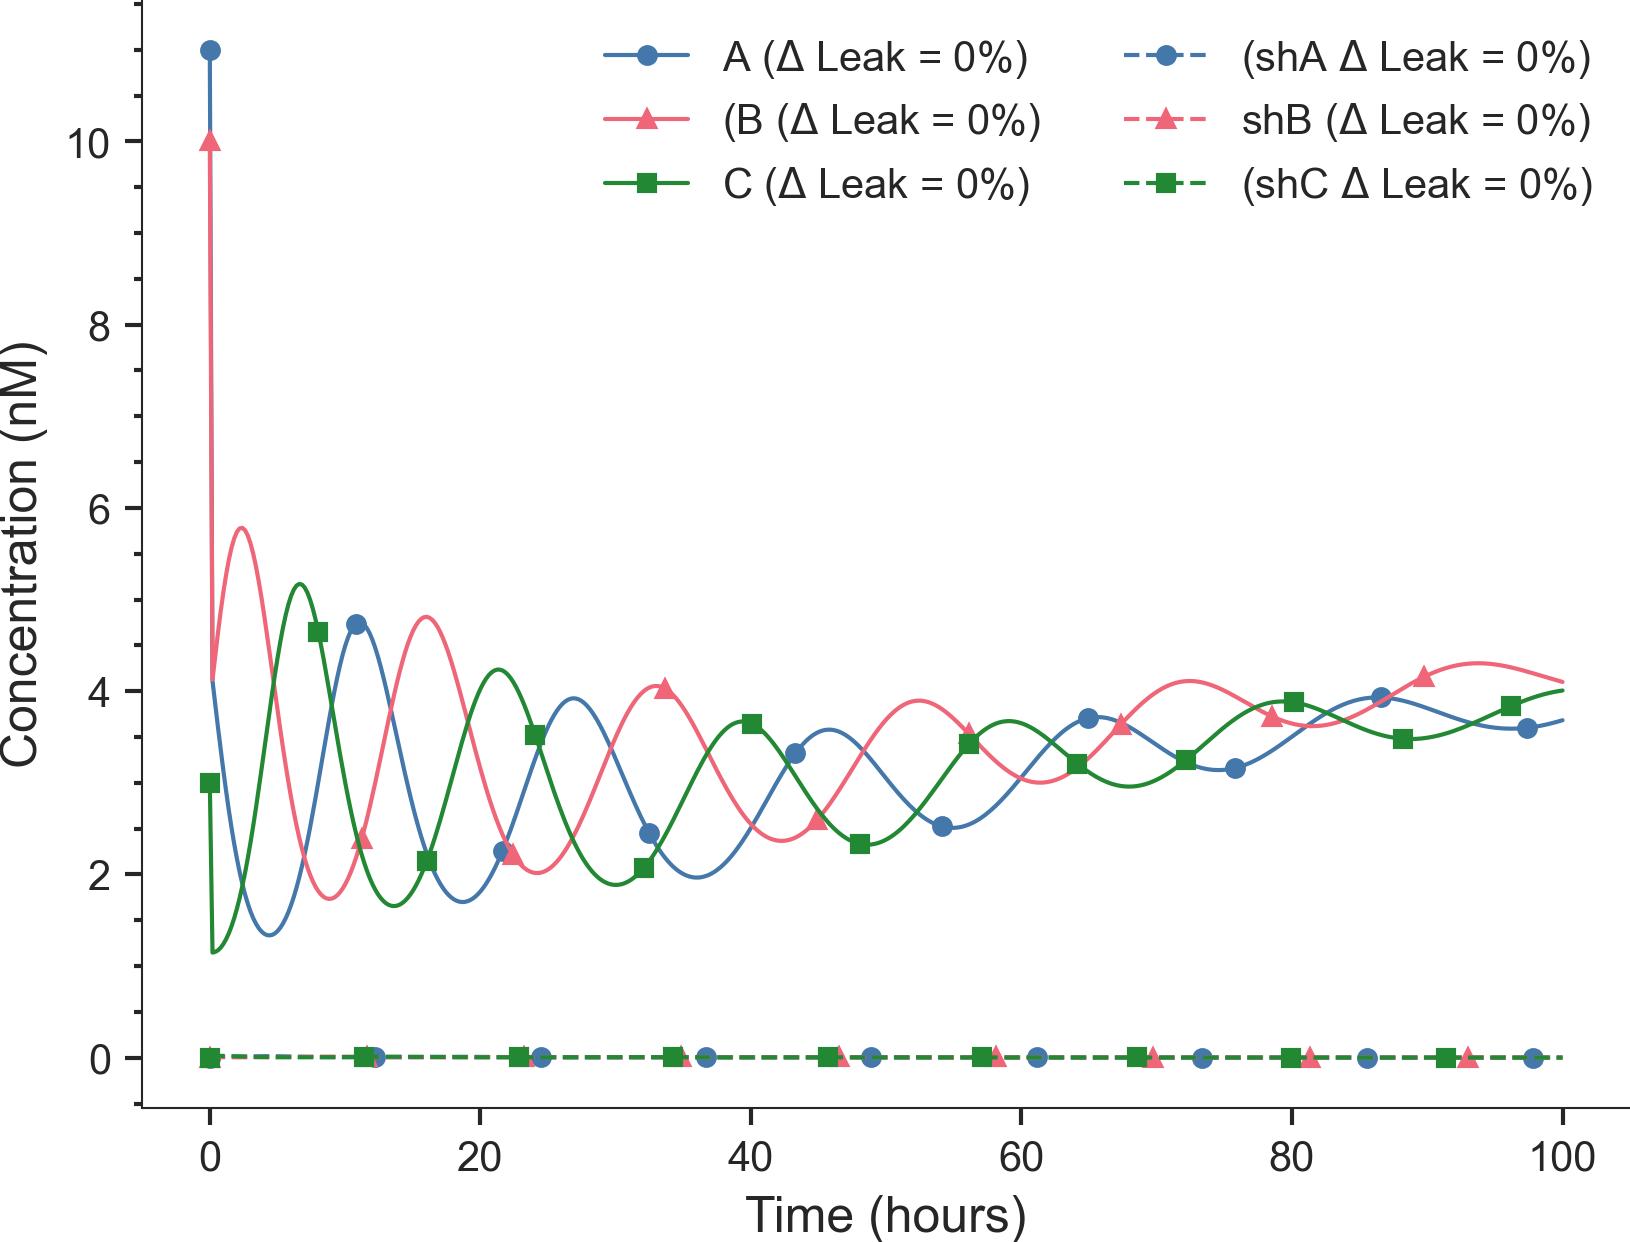 A (Δ Leak = 0%)
(B (Δ Leak = 0%)
C (Δ Leak = 0%)
(shA Δ Leak = 0%)
shB (Δ Leak = 0%)
(shC Δ Leak = 0%)
Concentration (nM)
10
8
6
4
2
0
0 20 40 60 80 100
Time (hours)